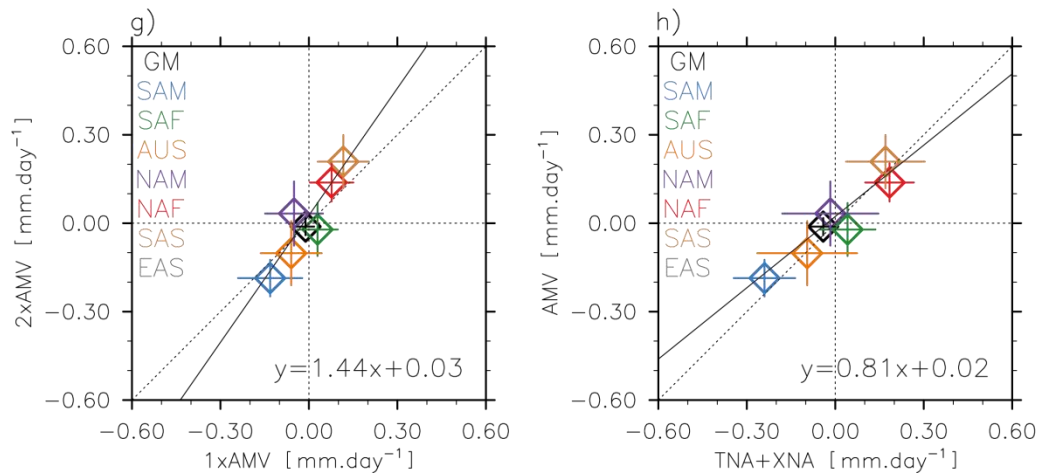 g)
0.60
0.30
0.00
−0.30
−0.60
2xAMV [mm.day⁻¹]
GM
SAM
SAF
AUS
NAM
NAF
SAS
EAS
y=1.44x+0.03
−0.60 −0.30 0.00 0.30 0.60
1xAMV [mm.day⁻¹]
h)
0.60
0.30
0.00
−0.30
−0.60
AMV [mm.day⁻¹]
GM
SAM
SAF
AUS
NAM
NAF
SAS
EAS
y=0.81x+0.02
−0.60 −0.30 0.00 0.30 0.60
TNA+XNA [mm.day⁻¹]